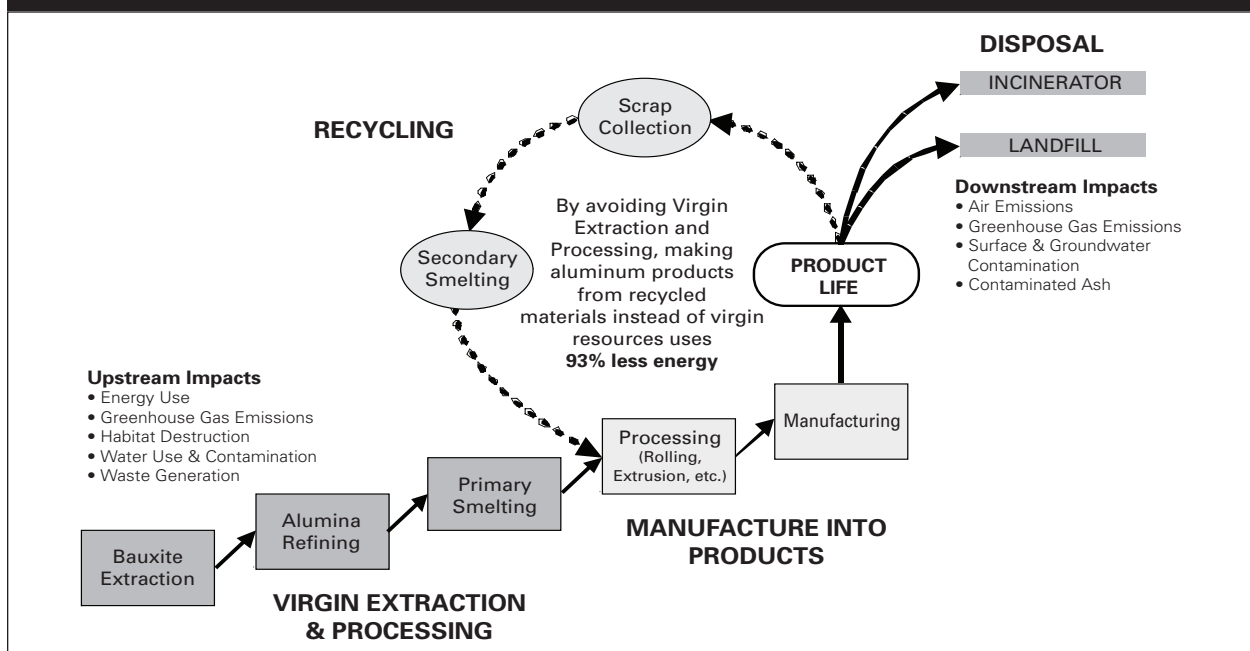 DISPOSAL
INCINERATOR
LANDFILL
Downstream Impacts
• Air Emissions
• Greenhouse Gas Emissions
• Surface & Groundwater
Contamination
• Contaminated Ash
RECYCLING
Scrap
Collection
Secondary
Smelting
By avoiding Virgin
Extraction and
Processing, making
aluminum products
from recycled
materials instead of virgin
resources uses
93% less energy
PRODUCT
LIFE
Upstream Impacts
• Energy Use
• Greenhouse Gas Emissions
• Habitat Destruction
• Water Use & Contamination
• Waste Generation
Bauxite
Extraction
Alumina
Refining
Primary
Smelting
Processing
(Rolling,
Extrusion, etc.)
Manufacturing
VIRGIN EXTRACTION
& PROCESSING
MANUFACTURE INTO
PRODUCTS